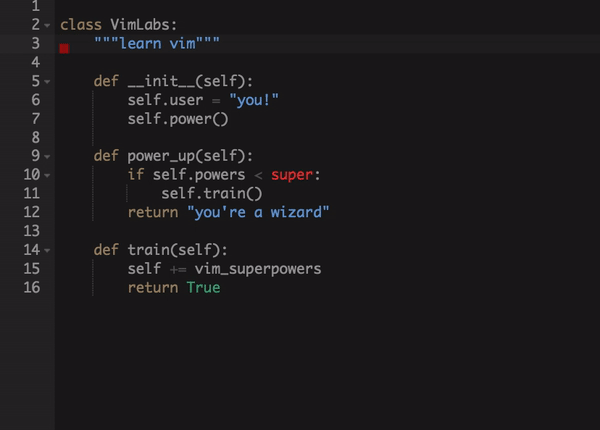 1
2 class VimLabs:
3     """learn vim"""
4
5     def __init__(self):
6         self.user = "you!"
7         self.power()
8
9     def power_up(self):
10         if self.powers < super:
11             self.train()
12         return "you're a wizard"
13
14     def train(self):
15         self += vim_superpowers
16         return True